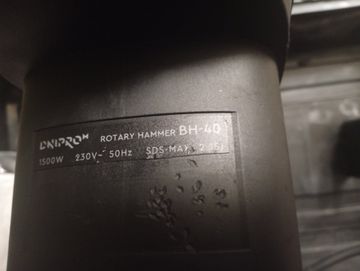 DNIPRO-M ROTARY HAMMER BH-40
1500W 230V~ 50Hz SDS-MAX